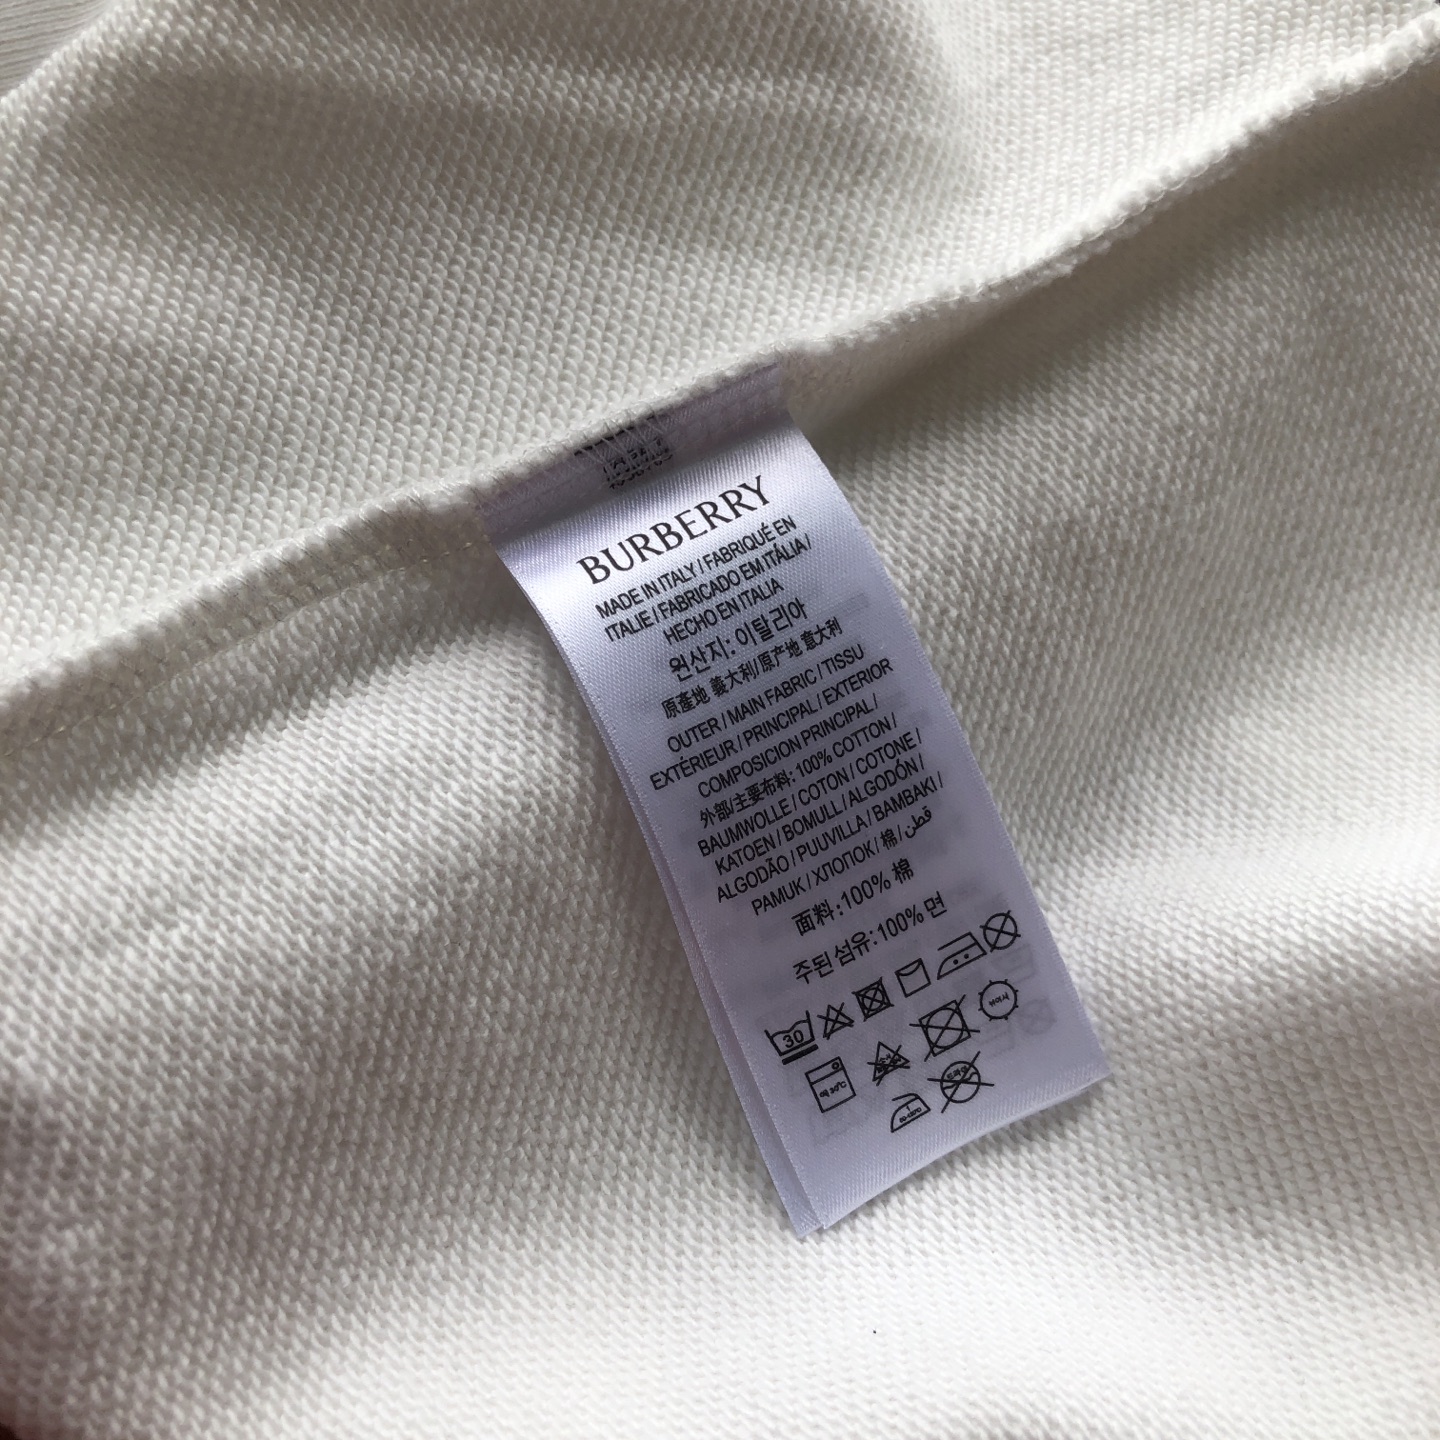 BURBERRY
MADE IN ITALY / FABRIQUÉ EN
ITALIE / FABRICADO EM ITÁLIA /
HECHO EN ITALIA
원산지: 이탈리아
原產地 義大利/原产地 意大利
OUTER / MAIN FABRIC / TISSU
EXTÉRIEUR / PRINCIPAL / EXTERIOR
COMPOSICION PRINCIPAL /
外部/主要布料: 100% COTTON /
BAUMWOLLE / COTON / COTONE /
KATOEN / BOMULL / ALGODÓN /
ALGODÃO / PUUVILLA / BAMBAKI /
PAMUK / ХЛОПОК / 棉 / قطن
面料:100% 棉
주된 섬유:100% 면
30